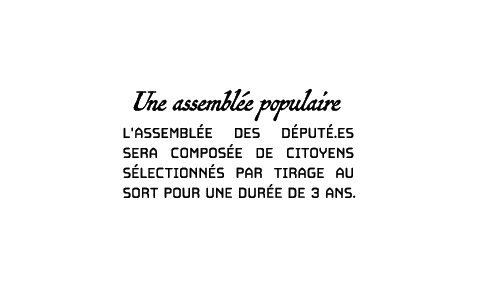 Une assemblée populaire
L'ASSEMBLÉE DES DÉPUTÉ.ES
SERA COMPOSÉE DE CITOYENS
SÉLECTIONNÉS PAR TIRAGE AU
SORT POUR UNE DURÉE DE 3 ANS.